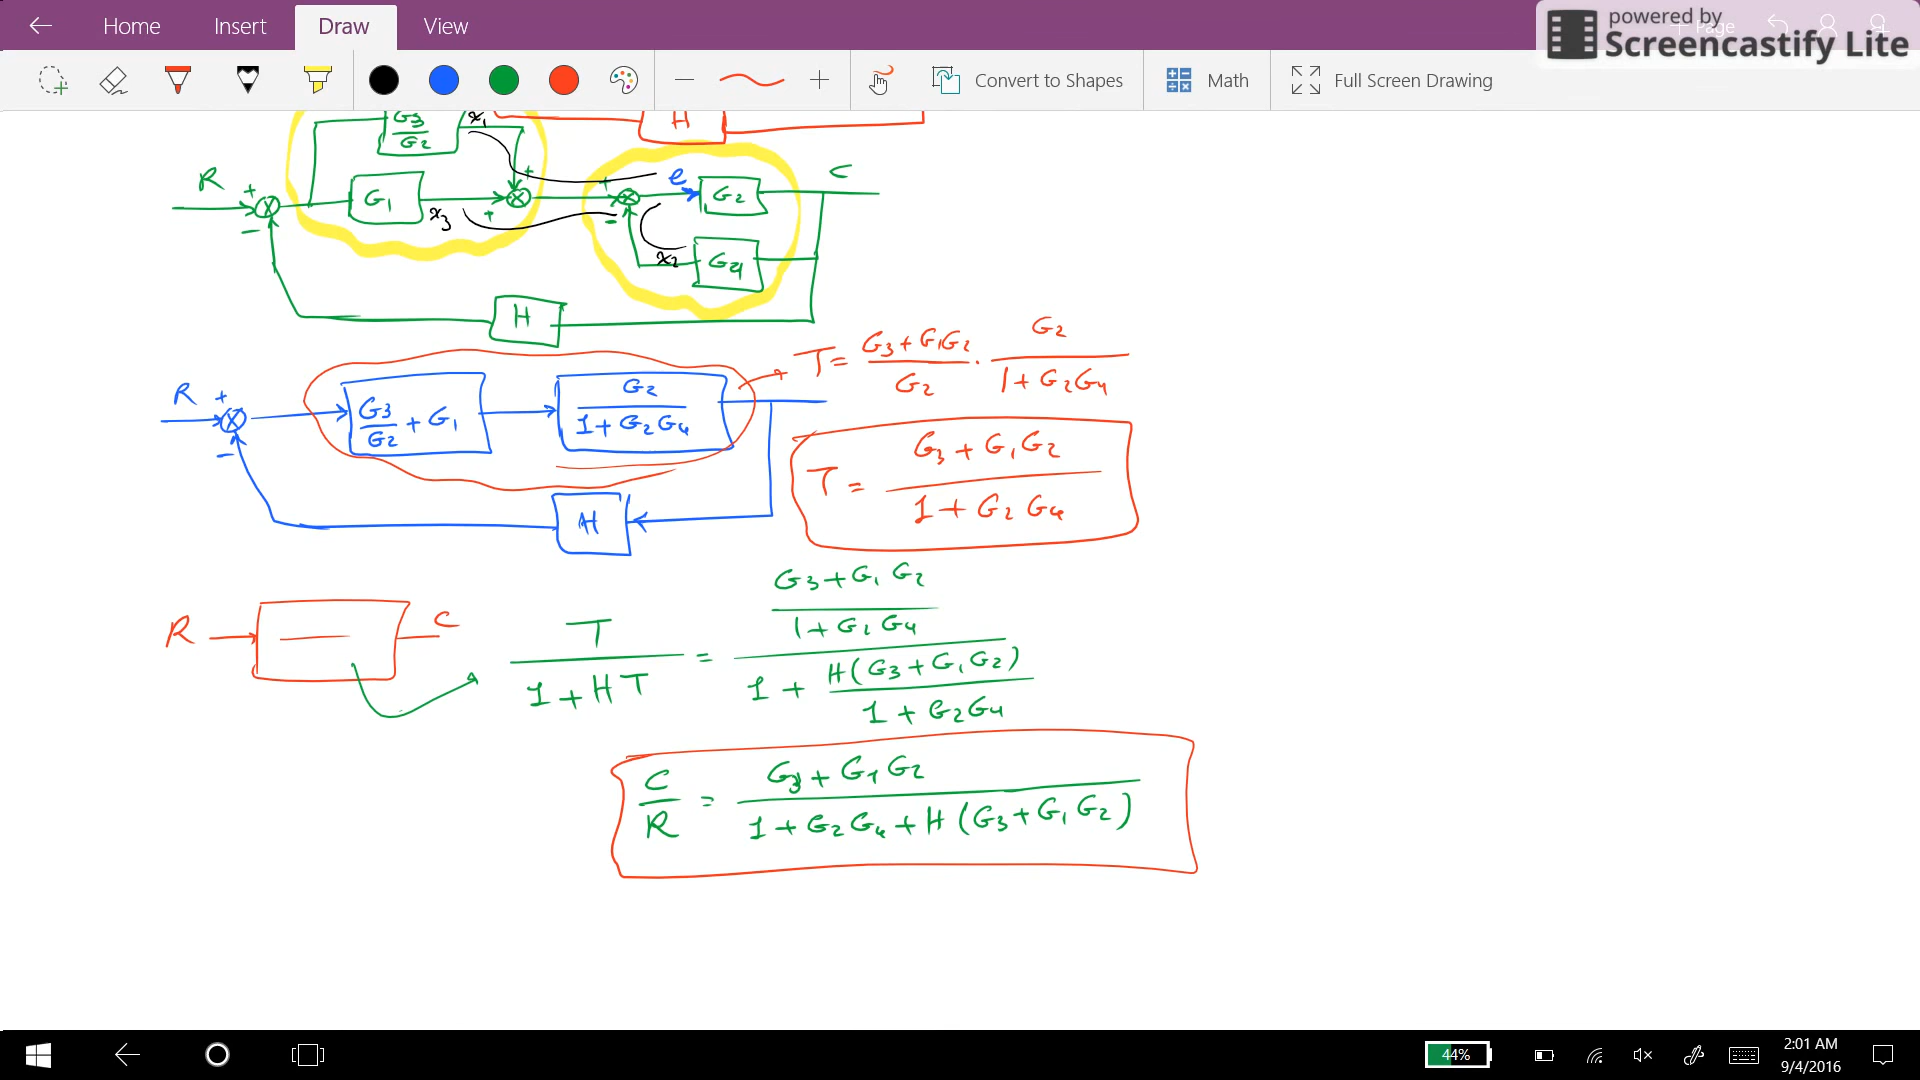 Home Insert Draw View
+ Page
powered by
Screencastify Lite
Convert to Shapes Math Full Screen Drawing
G3/G2 x1 H
R + − G1 x3 + + + − e G2 C
x2 G4
H
R + − G3/G2 + G1 G2/(1 + G2G4)
H
T = (G3 + G1G2)/G2 · G2/(1 + G2G4)
T = (G3 + G1G2)/(1 + G2G4)
R C
T/(1 + HT) = ((G3 + G1G2)/(1 + G2G4))/(1 + H(G3 + G1G2)/(1 + G2G4))
C/R = (G3 + G1G2)/(1 + G2G4 + H(G3 + G1G2))
44%
2:01 AM
9/4/2016